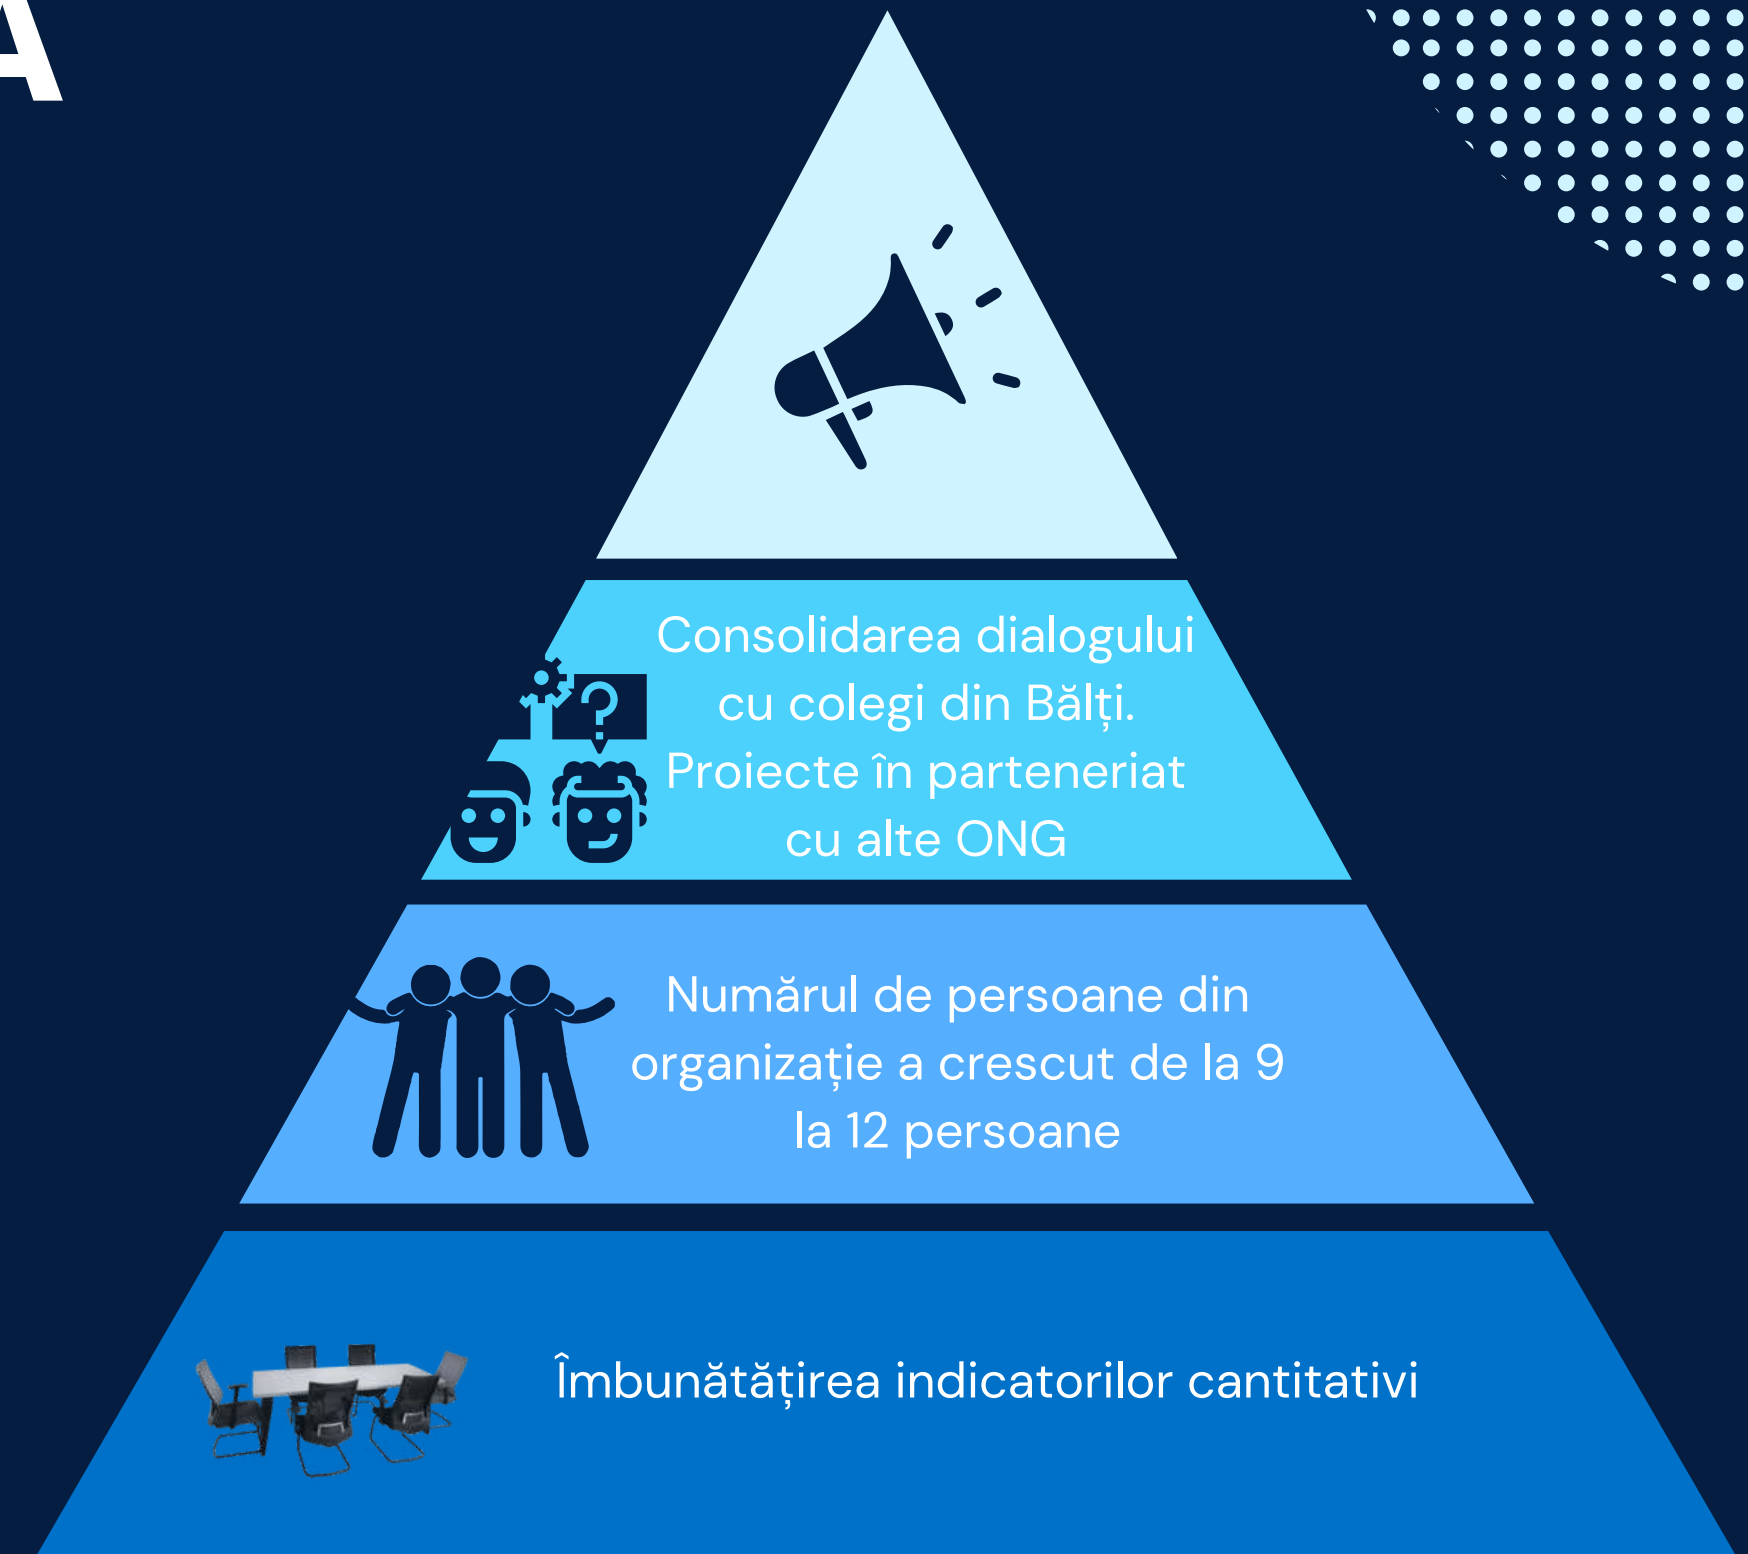 A
Consolidarea dialogului
cu colegi din Bălți.
Proiecte în parteneriat
cu alte ONG
Numărul de persoane din
organizație a crescut de la 9
la 12 persoane
Îmbunătățirea indicatorilor cantitativi